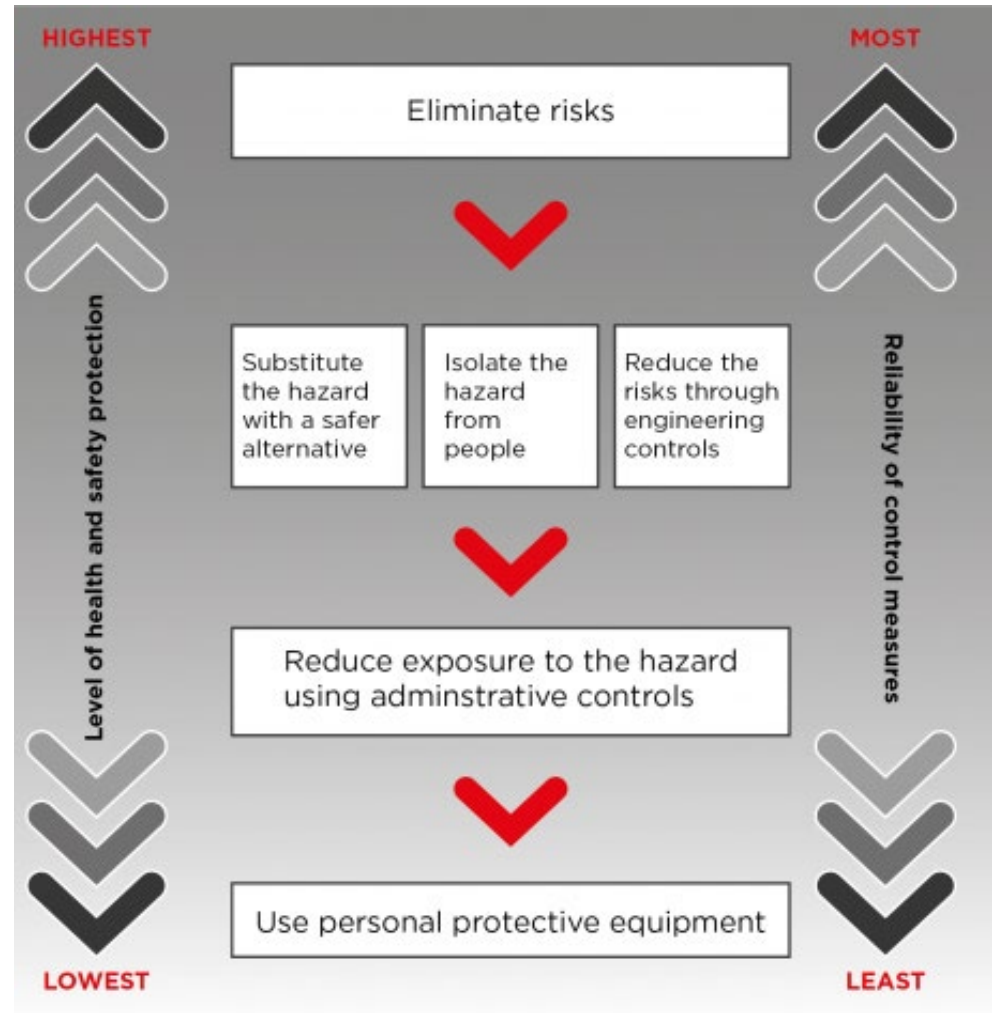 HIGHEST
MOST
Eliminate risks
Substitute
the hazard
with a safer
alternative
Isolate the
hazard
from
people
Reduce the
risks through
engineering
controls
Level of health and safety protection
Reliability of control measures
Reduce exposure to the hazard
using adminstrative controls
Use personal protective equipment
LOWEST
LEAST